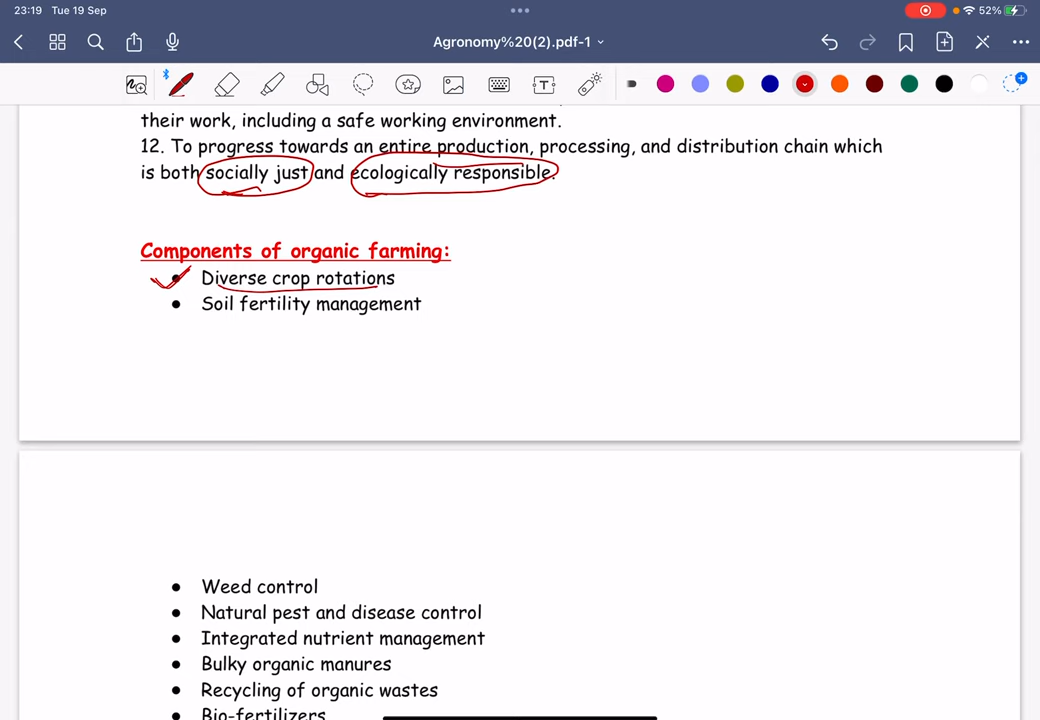 23:19 Tue 19 Sep
52%
Agronomy%20(2).pdf-1
their work, including a safe working environment.
12. To progress towards an entire production, processing, and distribution chain which
is both socially just and ecologically responsible.
Components of organic farming:
● Diverse crop rotations
● Soil fertility management
● Weed control
● Natural pest and disease control
● Integrated nutrient management
● Bulky organic manures
● Recycling of organic wastes
● Bio-fertilizers